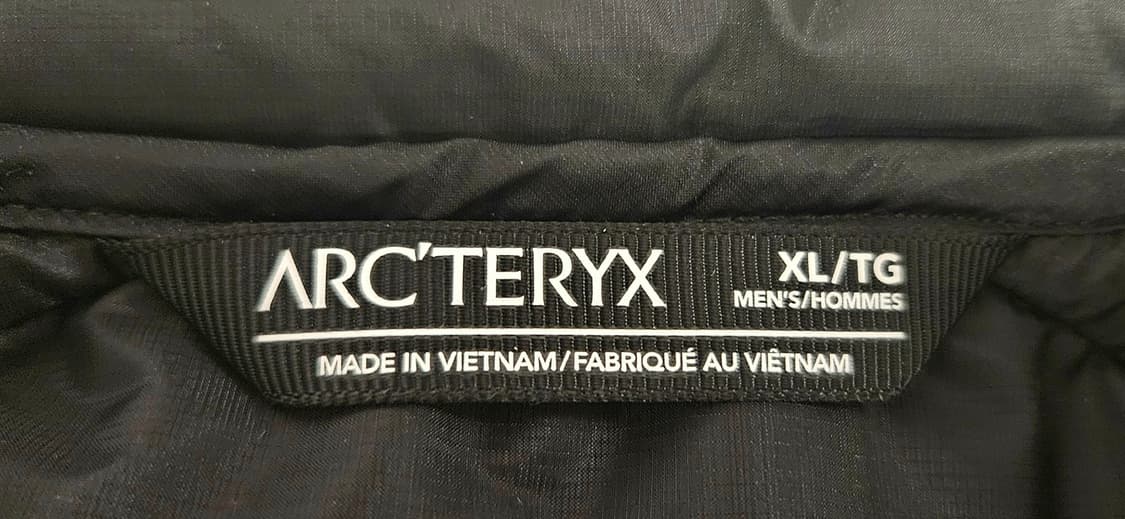 ARC'TERYX
XL/TG
MEN'S/HOMMES
MADE IN VIETNAM/FABRIQUÉ AU VIÊTNAM